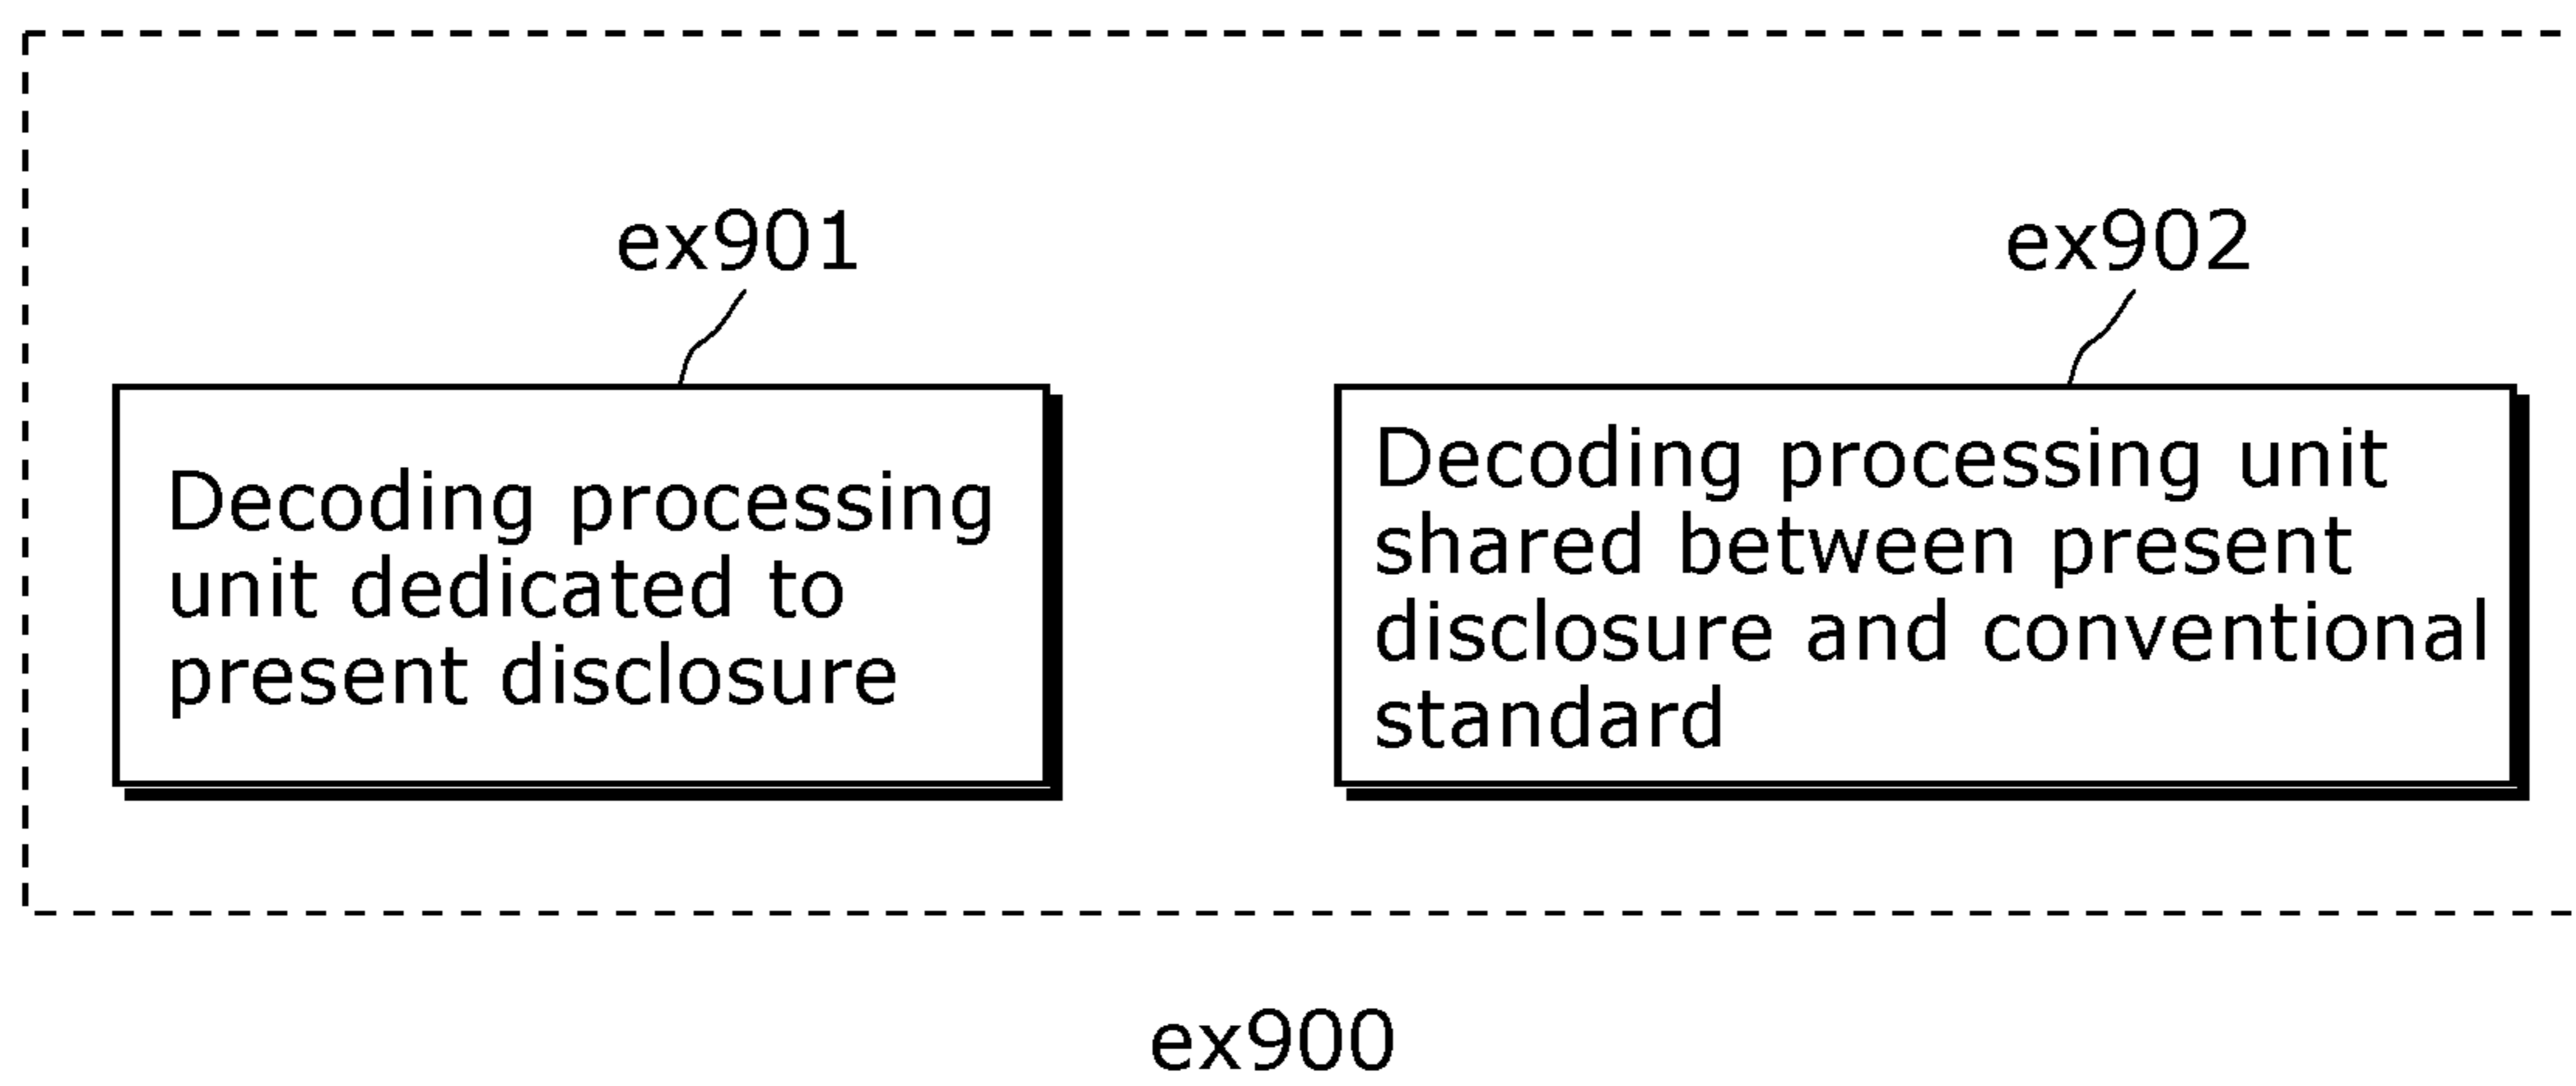 ex901
Decoding processing
unit dedicated to
present disclosure
ex902
Decoding processing unit
shared between present
disclosure and conventional
standard
ex900